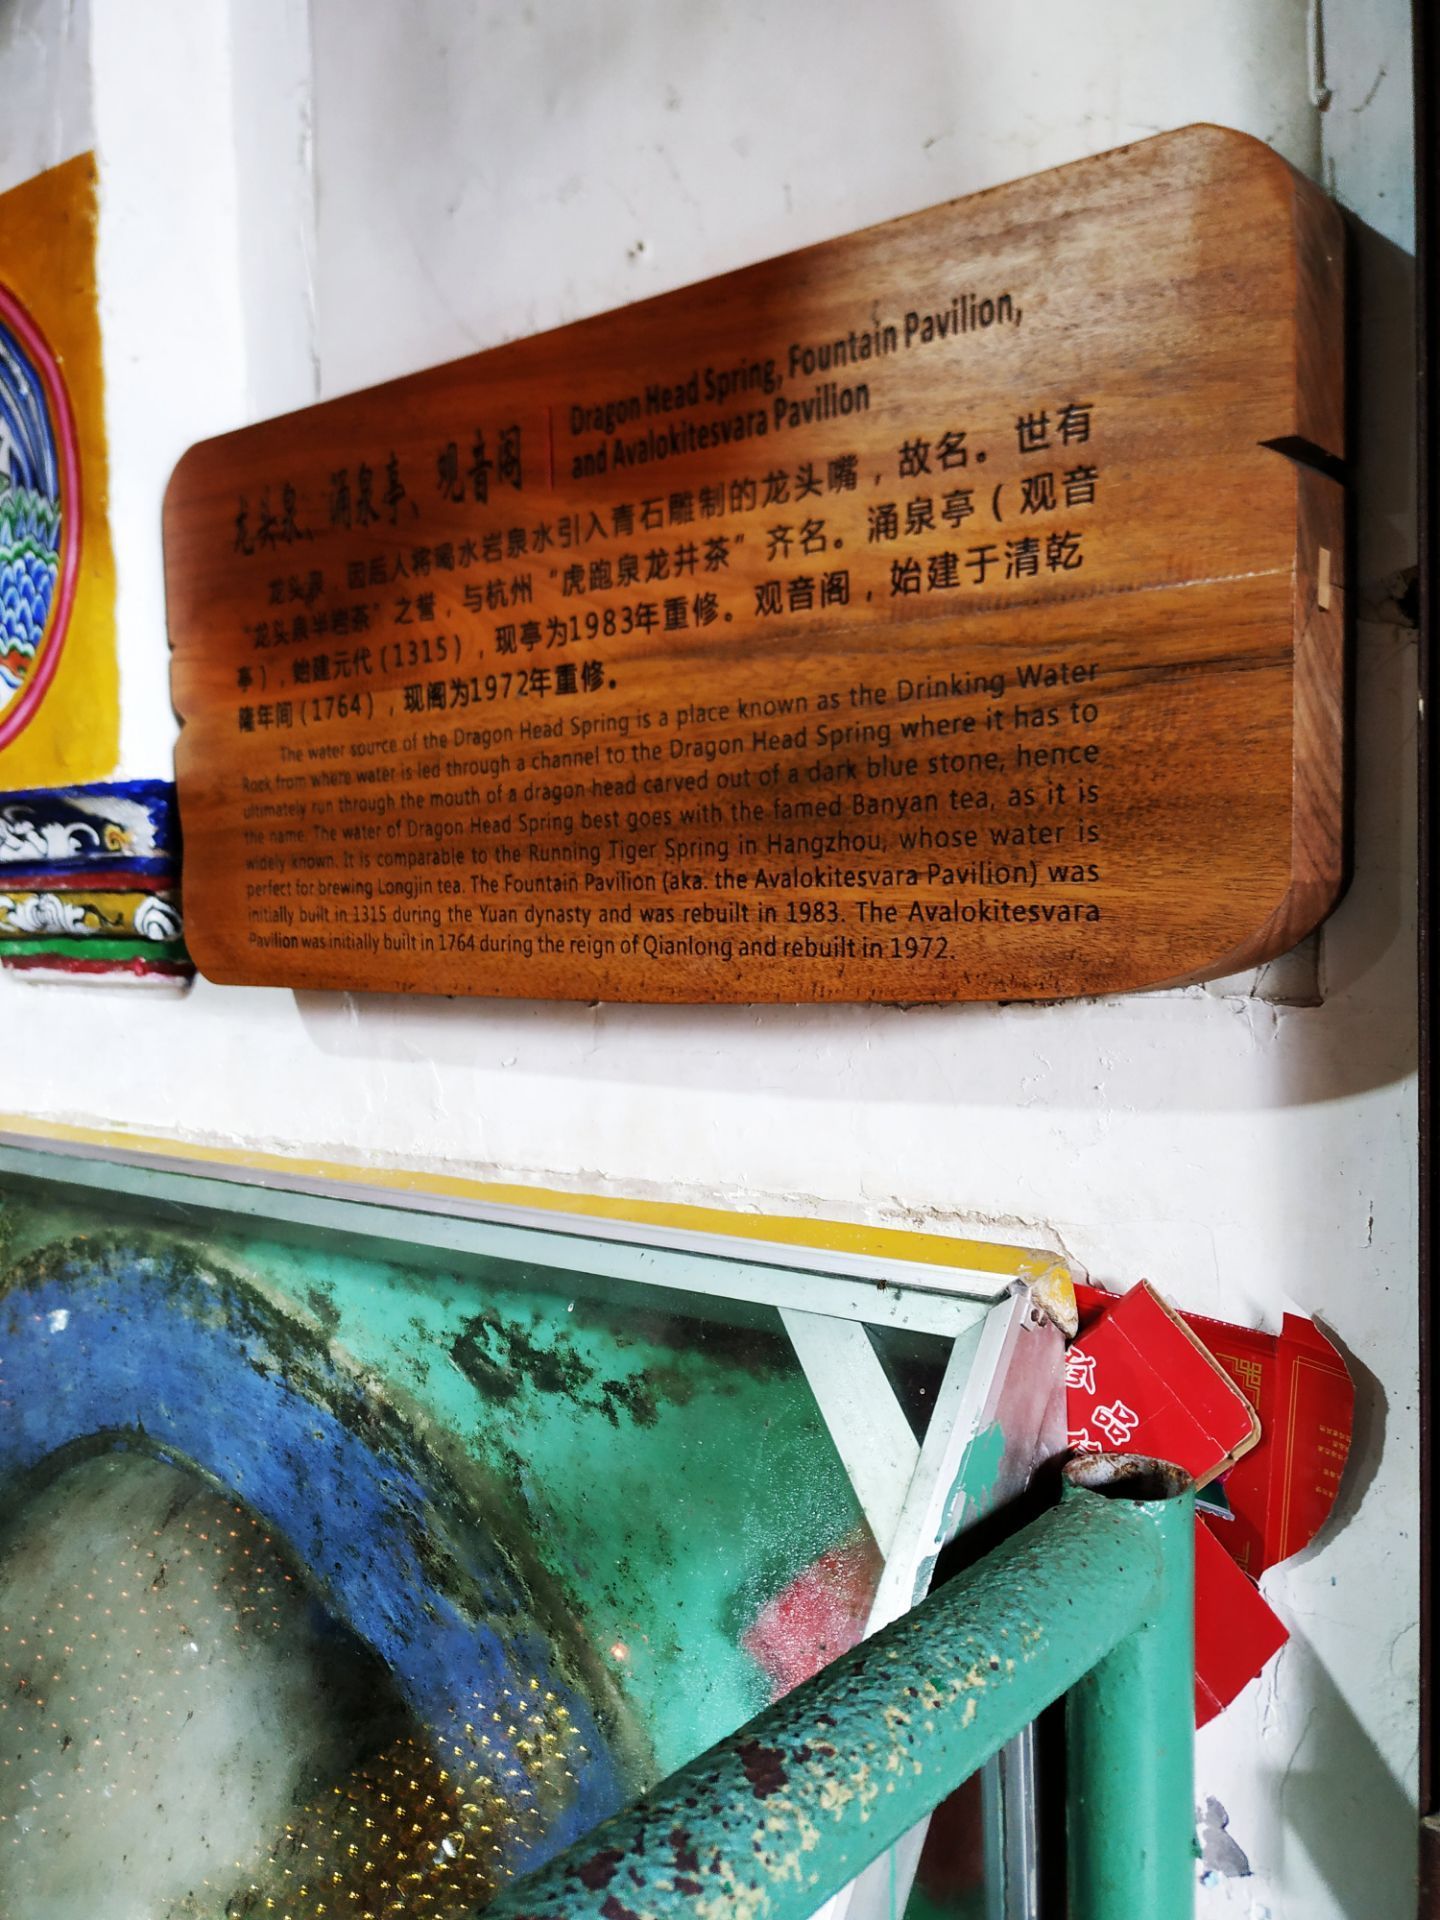 龙头泉、涌泉亭、观音阁
Dragon Head Spring, Fountain Pavilion,
and Avalokitesvara Pavilion
龙头泉，因后人将喝水岩泉水引入青石雕制的龙头嘴，故名。世有
“龙头泉半岩茶”之誉，与杭州“虎跑泉龙井茶”齐名。涌泉亭（观音
亭），始建元代（1315），现亭为1983年重修。观音阁，始建于清乾
隆年间（1764），现阁为1972年重修。
The water source of the Dragon Head Spring is a place known as the Drinking Water
Rock from where water is led through a channel to the Dragon Head Spring where it has to
ultimately run through the mouth of a dragon head carved out of a dark blue stone, hence
the name. The water of Dragon Head Spring best goes with the famed Banyan tea, as it is
widely known. It is comparable to the Running Tiger Spring in Hangzhou, whose water is
perfect for brewing Longjin tea. The Fountain Pavilion (aka. the Avalokitesvara Pavilion) was
initially built in 1315 during the Yuan dynasty and was rebuilt in 1983. The Avalokitesvara
Pavilion was initially built in 1764 during the reign of Qianlong and rebuilt in 1972.
品